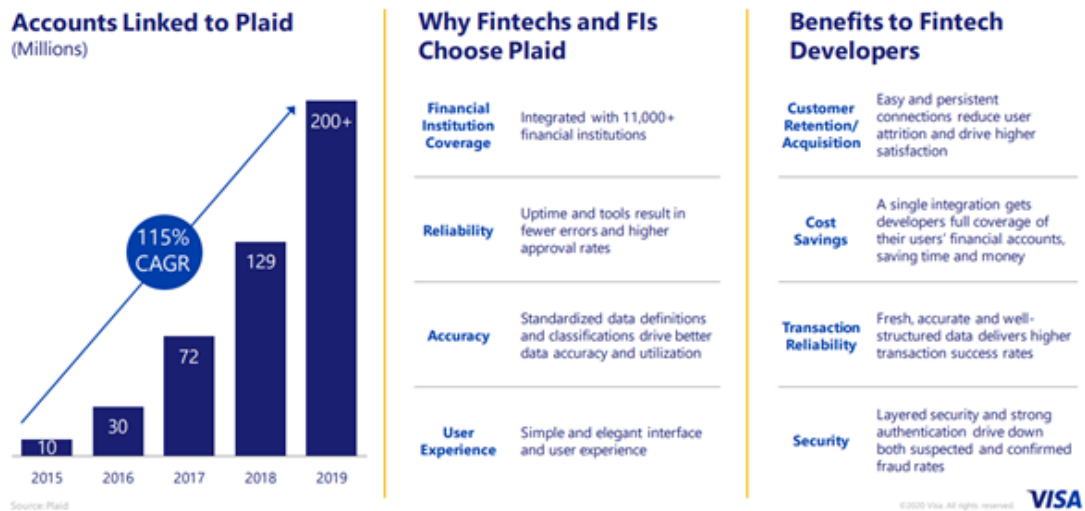 Accounts Linked to Plaid
(Millions)
200+
115%
CAGR
129
72
30
10
2015 2016 2017 2018 2019
Source: Plaid
Why Fintechs and FIs
Choose Plaid
Financial
Institution
Coverage
Integrated with 11,000+
financial institutions
Reliability
Uptime and tools result in
fewer errors and higher
approval rates
Accuracy
Standardized data definitions
and classifications drive better
data accuracy and utilization
User
Experience
Simple and elegant interface
and user experience
Benefits to Fintech
Developers
Customer
Retention/
Acquisition
Easy and persistent
connections reduce user
attrition and drive higher
satisfaction
Cost
Savings
A single integration gets
developers full coverage of
their users' financial accounts,
saving time and money
Transaction
Reliability
Fresh, accurate and well-
structured data delivers higher
transaction success rates
Security
Layered security and strong
authentication drive down
both suspected and confirmed
fraud rates
©2020 Visa. All rights reserved.
VISA